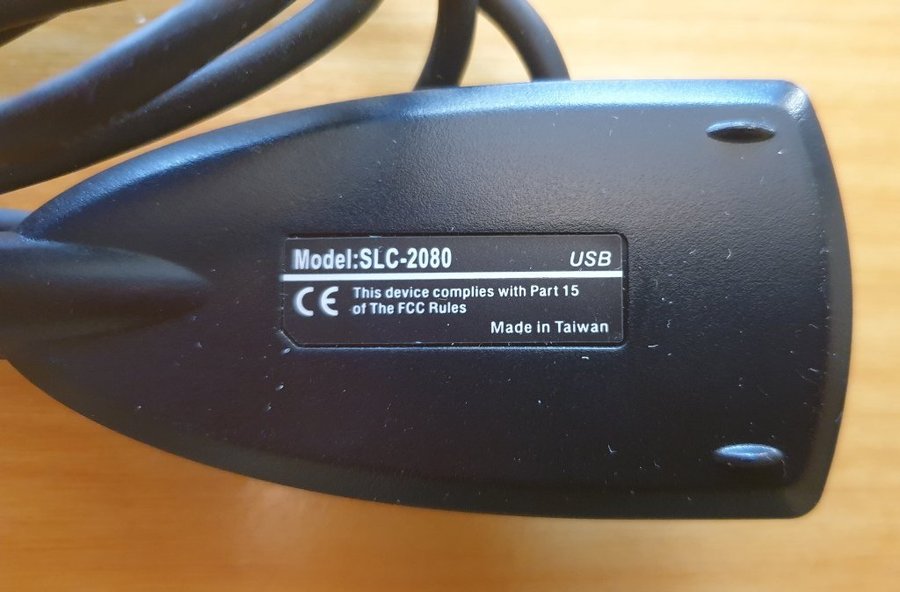 Model:SLC-2080 USB
CE This device complies with Part 15
of The FCC Rules
Made in Taiwan